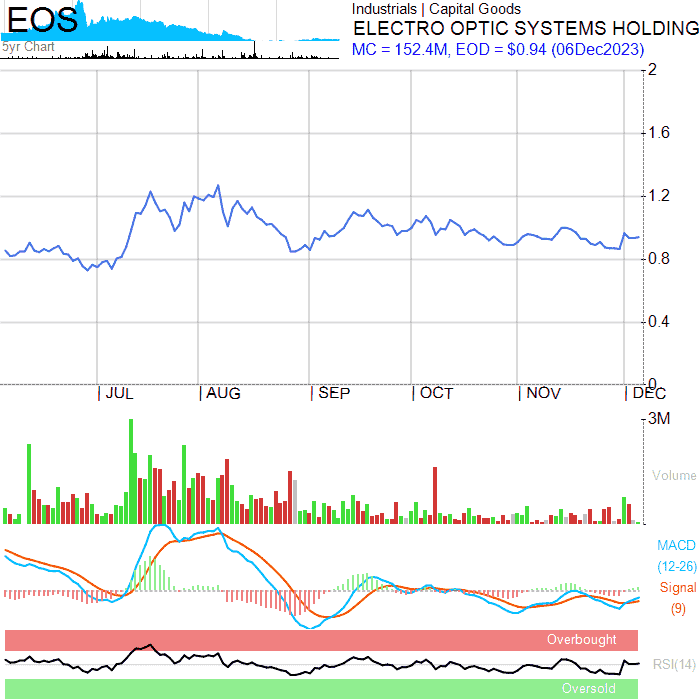 EOS
5yr Chart
Industrials | Capital Goods
ELECTRO OPTIC SYSTEMS HOLDING
MC = 152.4M, EOD = $0.94 (06Dec2023)
2
1.6
1.2
0.8
0.4
0
| JUL | AUG | SEP | OCT | NOV | DEC
3M
Volume
MACD
(12-26)
Signal
(9)
Overbought
RSI(14)
Oversold